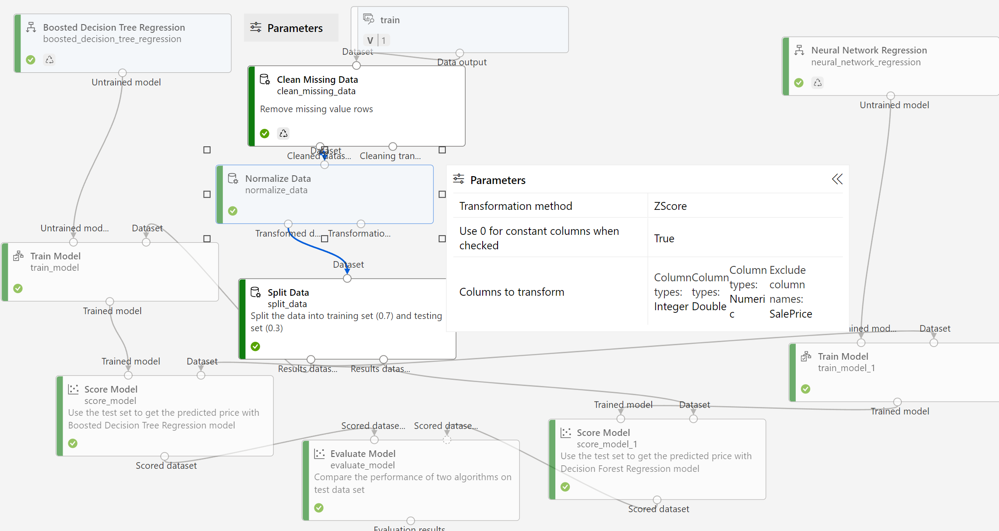 Boosted Decision Tree Regression
boosted_decision_tree_regression
Untrained model
Parameters
train
V 1
Dataset
Data output
Neural Network Regression
neural_network_regression
Untrained model
Clean Missing Data
clean_missing_data
Remove missing value rows
Dataset
Cleaned datas...
Cleaning tran...
Normalize Data
normalize_data
Transformed d...
Transformatio...
Parameters
Transformation method
ZScore
Use 0 for constant columns when
checked
True
Columns to transform
Column
types:
Integer
Column
types:
Double
Column
types:
Numeri
c
Exclude
column
names:
SalePrice
Untrained mod...
Dataset
Train Model
train_model
Trained model
Dataset
Split Data
split_data
Split the data into training set (0.7) and testing
set (0.3)
Results datas...
Results datas...
ained mod...
Dataset
Train Model
train_model_1
Trained model
Trained model
Dataset
Score Model
score_model
Use the test set to get the predicted price with
Boosted Decision Tree Regression model
Scored dataset
Trained model
Dataset
Score Model
score_model_1
Use the test set to get the predicted price with
Decision Forest Regression model
Scored dataset
Scored datase...
Scored datase...
Evaluate Model
evaluate_model
Compare the performance of two algorithms on
test data set
Evaluation results